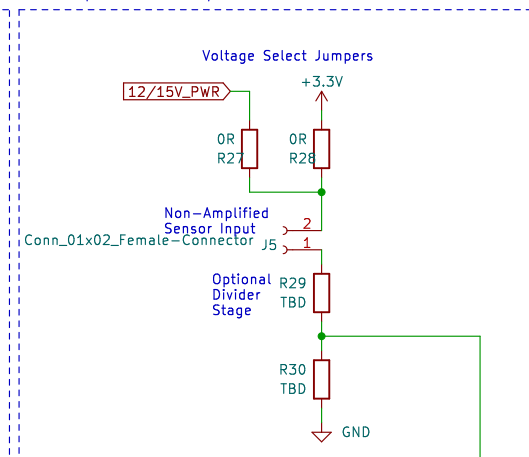 Voltage Select Jumpers
+3.3V
12/15V_PWR
0R
R27
0R
R28
Non-Amplified
Sensor Input
2
Conn_01x02_Female-Connector
J5
1
Optional
Divider
Stage
R29
TBD
R30
TBD
GND